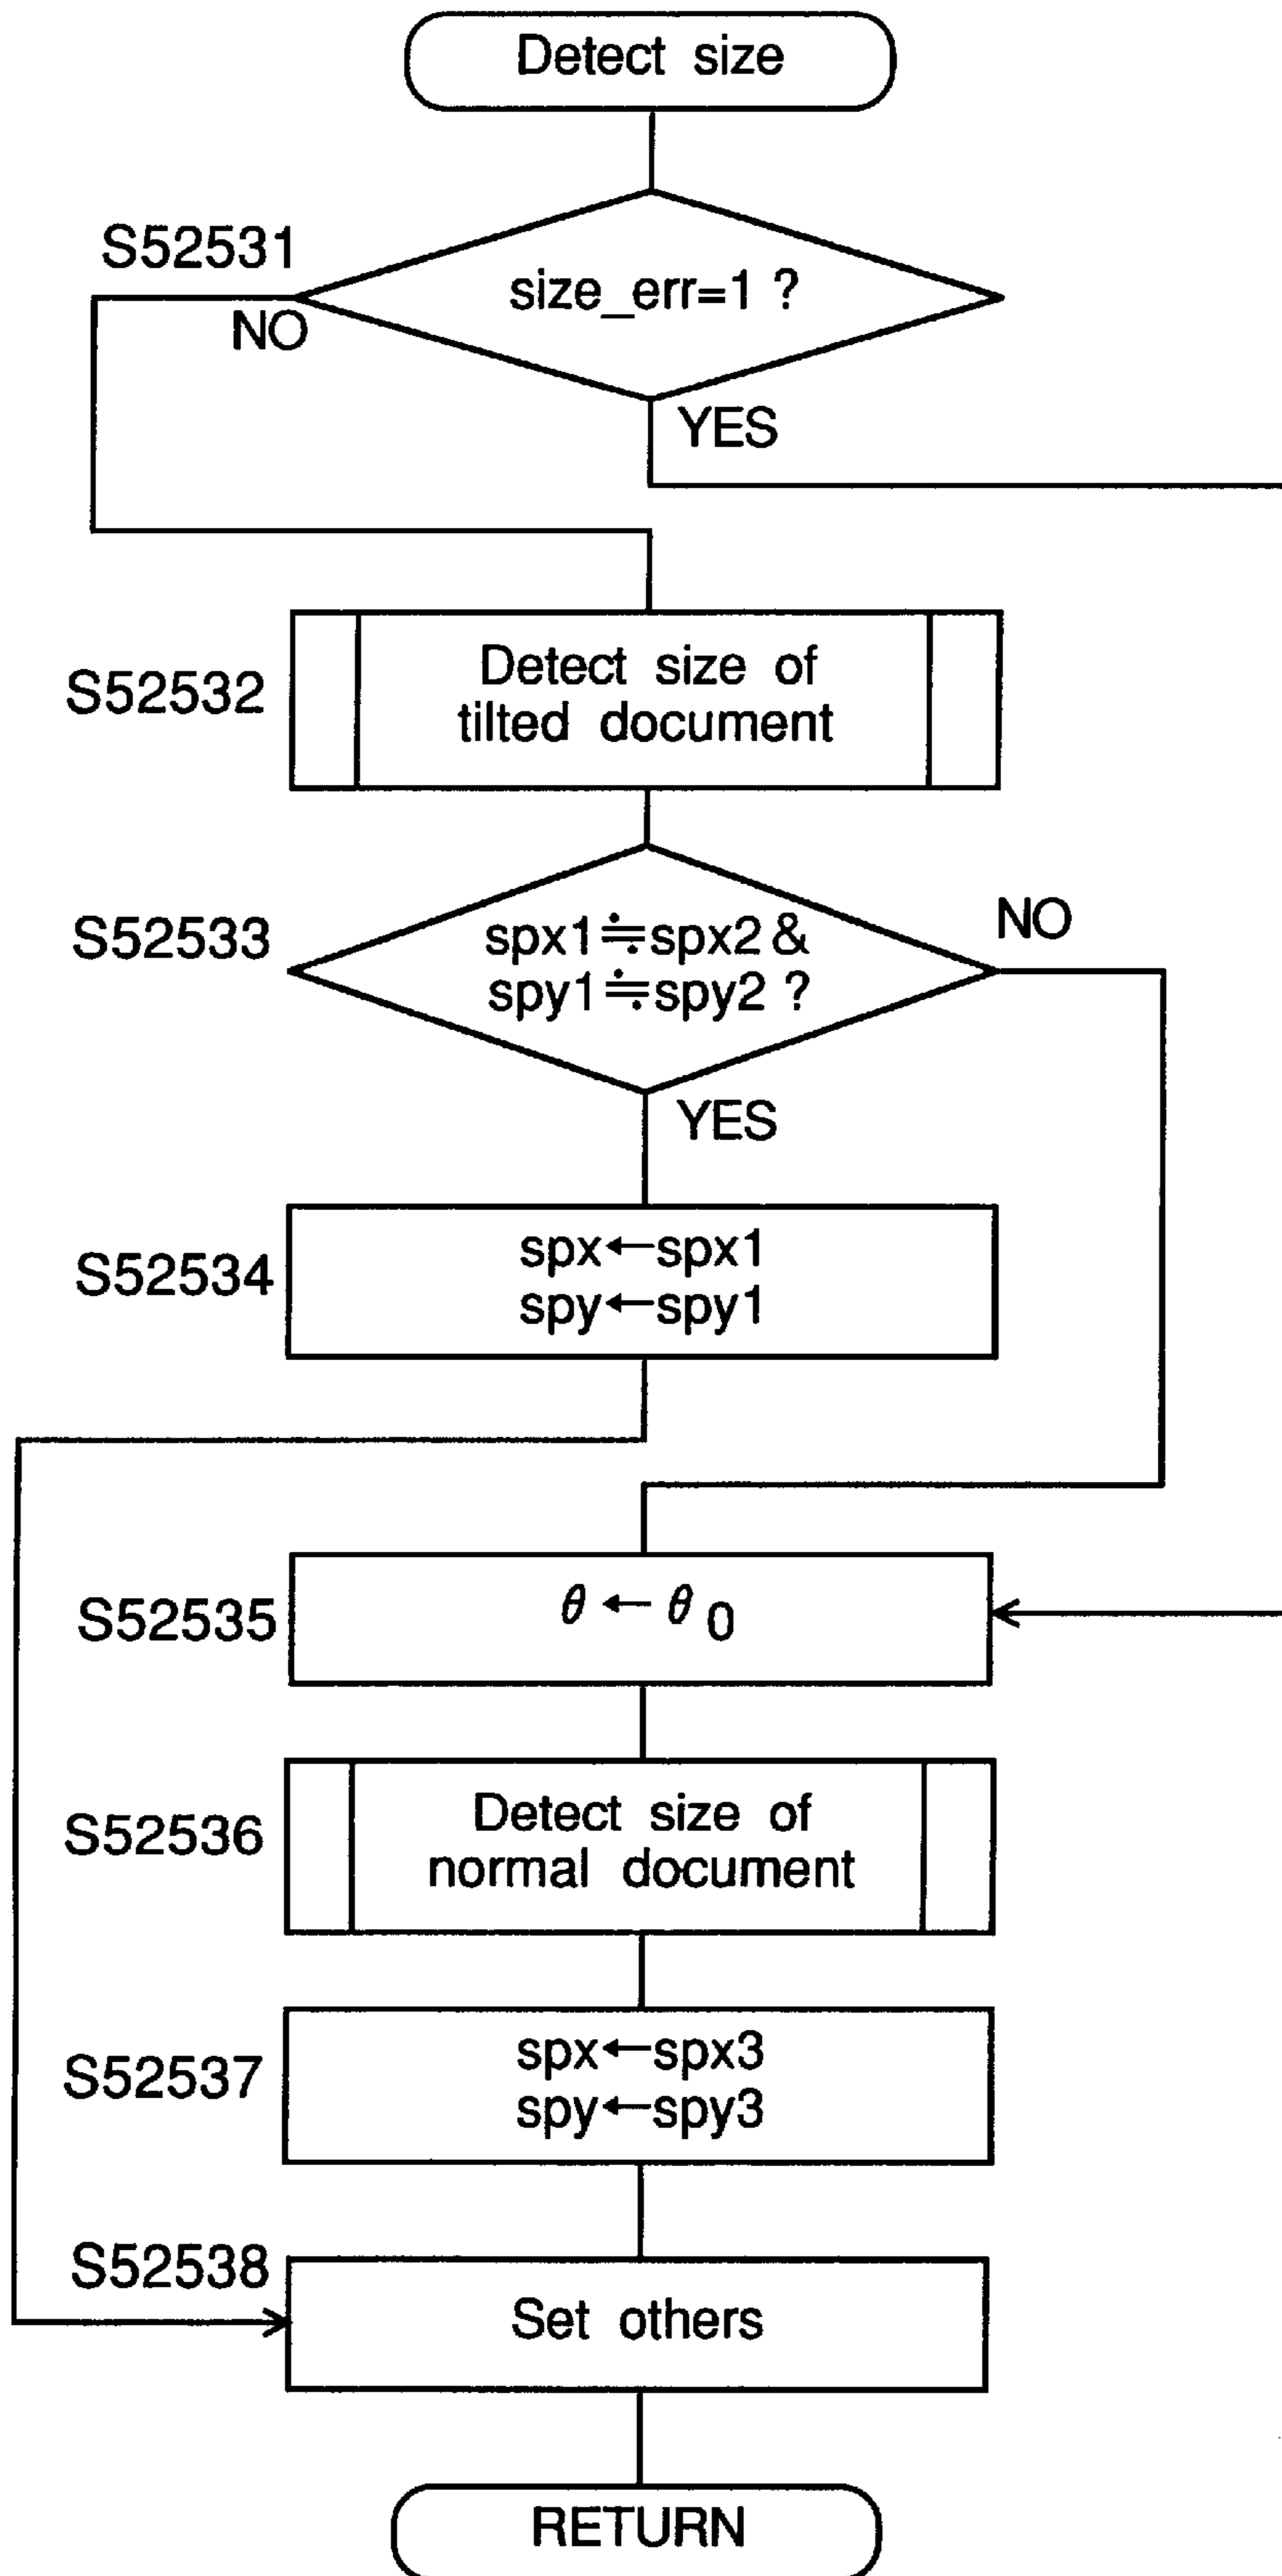 Detect size
S52531
size_err=1 ?
NO
YES
S52532
Detect size of
tilted document
S52533
spx1≒spx2 &
spy1≒spy2 ?
NO
YES
S52534
spx←spx1
spy←spy1
S52535
θ ← θ 0
S52536
Detect size of
normal document
S52537
spx←spx3
spy←spy3
S52538
Set others
RETURN